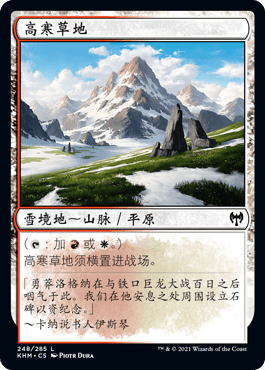 高寒草地
雪境地～山脉 / 平原
(：加或。)
高寒草地须横置进战场。
「勇莽洛格纳在与铁口巨龙大战百日之后
咽气于此。我们在他安息之处周围设立石
碑以资纪念。」
～卡纳说书人伊斯琴
248/285 L
KHM • CS PIOTR DURA
™ & © 2021 Wizards of the Coast